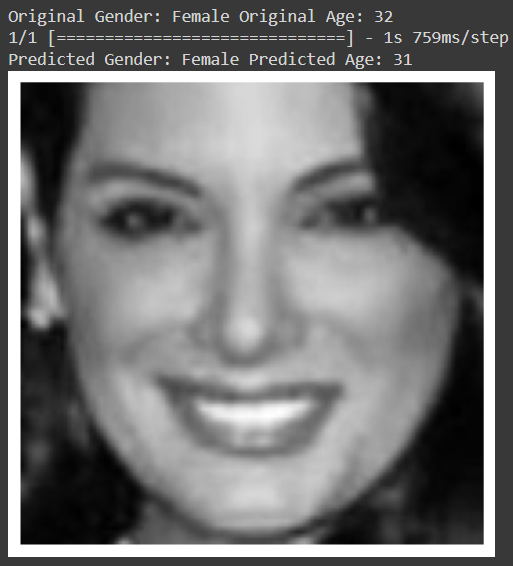 Original Gender: Female Original Age: 32
1/1 [==============================] - 1s 759ms/step
Predicted Gender: Female Predicted Age: 31